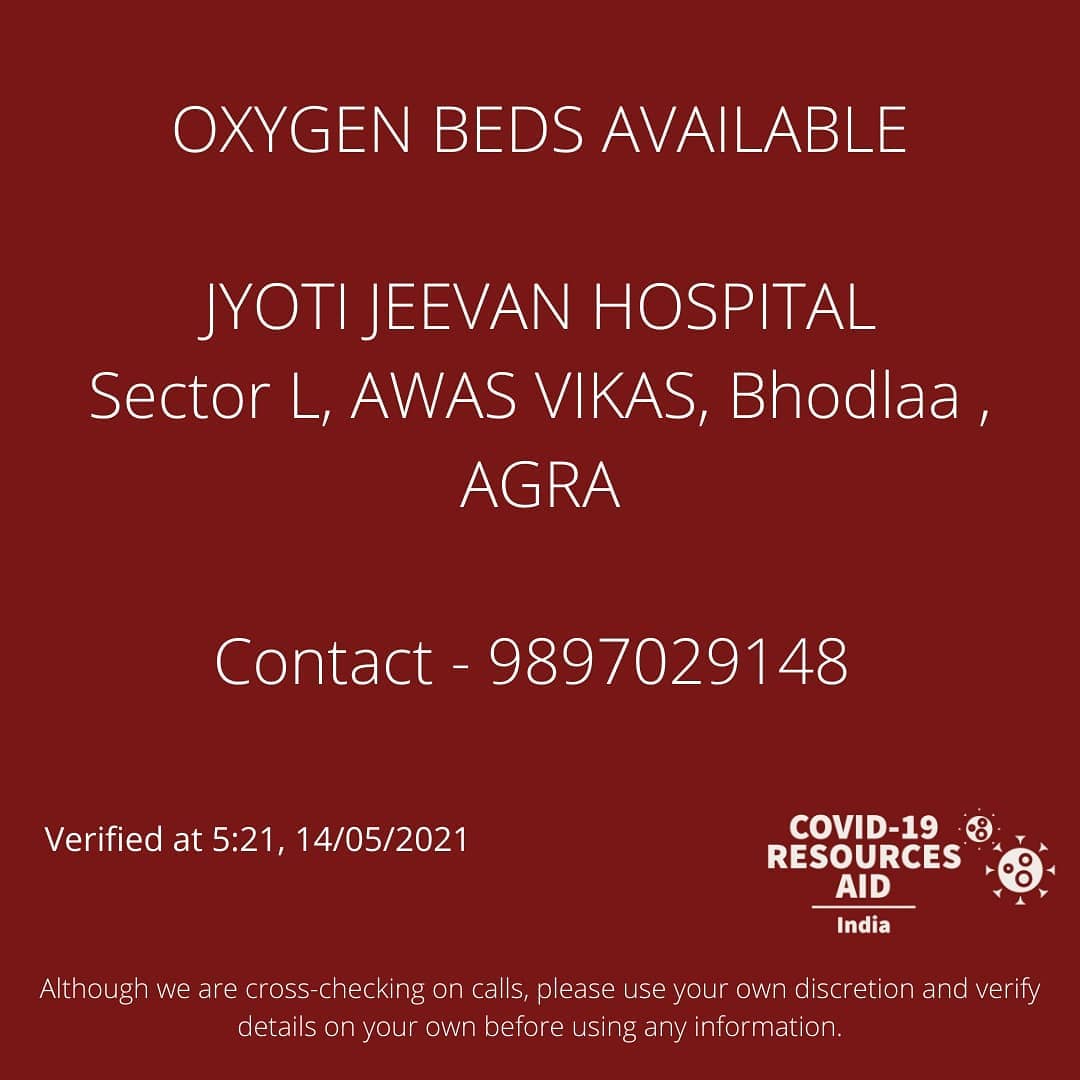 OXYGEN BEDS AVAILABLE
JYOTI JEEVAN HOSPITAL
Sector L, AWAS VIKAS, Bhodlaa ,
AGRA
Contact - 9897029148
Verified at 5:21, 14/05/2021
COVID-19
RESOURCES
AID
India
Although we are cross-checking on calls, please use your own discretion and verify
details on your own before using any information.